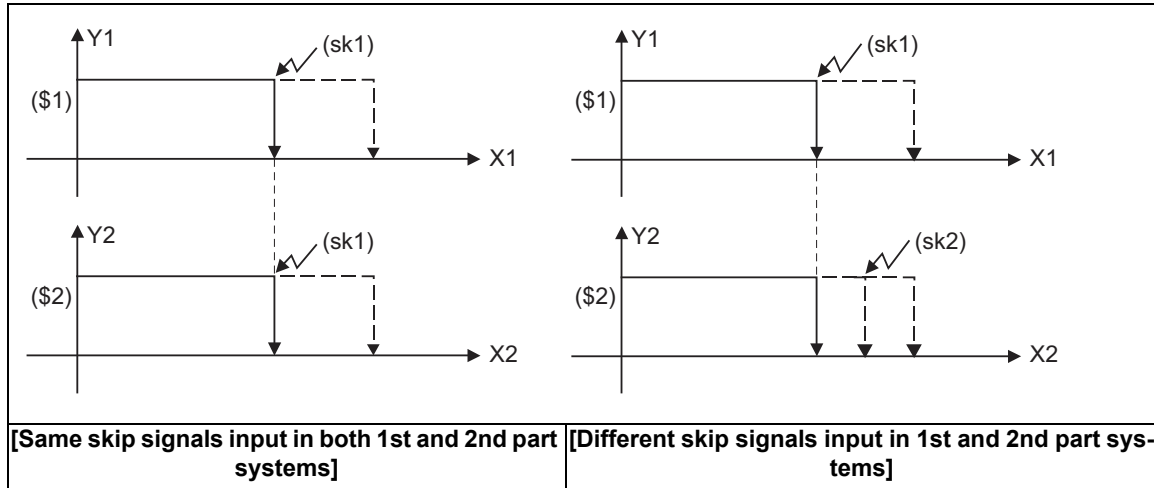 Y1
(sk1)
($1)
X1
Y2
(sk1)
($2)
X2
[Same skip signals input in both 1st and 2nd part
systems]
Y1
(sk1)
($1)
X1
Y2
(sk2)
($2)
X2
[Different skip signals input in 1st and 2nd part sys-
tems]